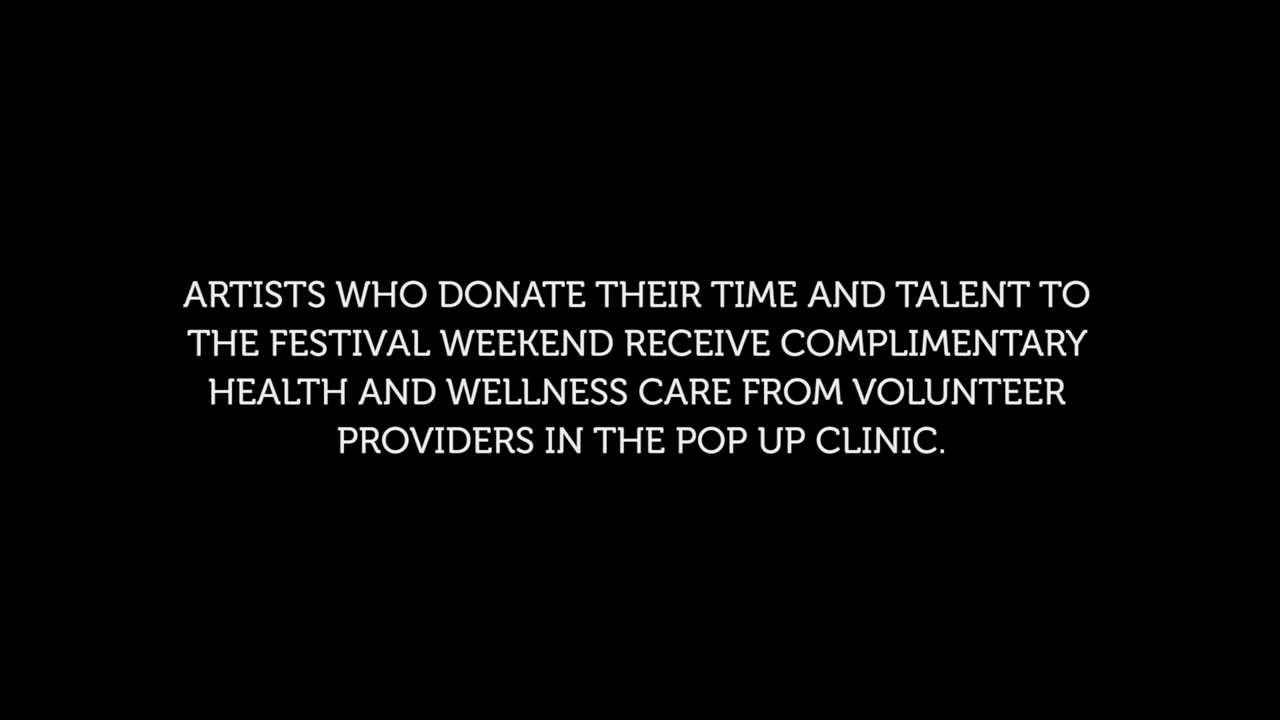 ARTISTS WHO DONATE THEIR TIME AND TALENT TO
THE FESTIVAL WEEKEND RECEIVE COMPLIMENTARY
HEALTH AND WELLNESS CARE FROM VOLUNTEER
PROVIDERS IN THE POP UP CLINIC.